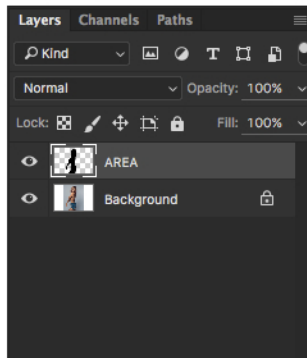 Layers Channels Paths
Kind
Normal Opacity: 100%
Lock: Fill: 100%
AREA
Background